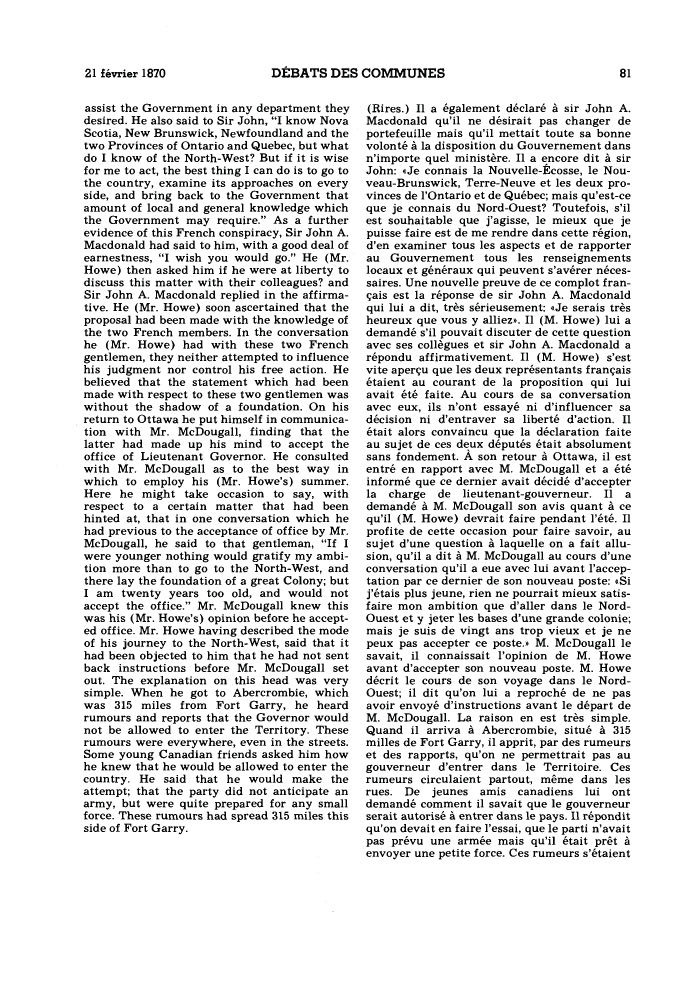 21 février 1870
DÉBATS DES COMMUNES
81
assist the Government in any department they
desired. He also said to Sir John, “I know Nova
Scotia, New Brunswick, Newfoundland and the
two Provinces of Ontario and Quebec, but what
do I know of the North-West? But if it is wise
for me to act, the best thing I can do is to go to
the country, examine its approaches on every
side, and bring back to the Government that
amount of local and general knowledge which
the Government may require.” As a further
evidence of this French conspiracy, Sir John A.
Macdonald had said to him, with a good deal of
earnestness, “I wish you would go.” He (Mr.
Howe) then asked him if he were at liberty to
discuss this matter with their colleagues? and
Sir John A. Macdonald replied in the affirma-
tive. He (Mr. Howe) soon ascertained that the
proposal had been made with the knowledge of
the two French members. In the conversation
he (Mr. Howe) had with these two French
gentlemen, they neither attempted to influence
his judgment nor control his free action. He
believed that the statement which had been
made with respect to these two gentlemen was
without the shadow of a foundation. On his
return to Ottawa he put himself in communica-
tion with Mr. McDougall, finding that the
latter had made up his mind to accept the
office of Lieutenant Governor. He consulted
with Mr. McDougall as to the best way in
which to employ his (Mr. Howe's) summer.
Here he might take occasion to say, with
respect to a certain matter that had been
hinted at, that in one conversation which he
had previous to the acceptance of office by Mr.
McDougall, he said to that gentleman, “If I
were younger nothing would gratify my ambi-
tion more than to go to the North-West, and
there lay the foundation of a great Colony; but
I am twenty years too old, and would not
accept the office.” Mr. McDougall knew this
was his (Mr. Howe's) opinion before he accept-
ed office. Mr. Howe having described the mode
of his journey to the North-West, said that it
had been objected to him that he had not sent
back instructions before Mr. McDougall set
out. The explanation on this head was very
simple. When he got to Abercrombie, which
was 315 miles from Fort Garry, he heard
rumours and reports that the Governor would
not be allowed to enter the Territory. These
rumours were everywhere, even in the streets.
Some young Canadian friends asked him how
he knew that he would be allowed to enter the
country. He said that he would make the
attempt; that the party did not anticipate an
army, but were quite prepared for any small
force. These rumours had spread 315 miles this
side of Fort Garry.
(Rires.) Il a également déclaré à sir John A.
Macdonald qu'il ne désirait pas changer de
portefeuille mais qu'il mettait toute sa bonne
volonté à la disposition du Gouvernement dans
n'importe quel ministère. Il a encore dit à sir
John: «Je connais la Nouvelle-Écosse, le Nou-
veau-Brunswick, Terre-Neuve et les deux pro-
vinces de l'Ontario et de Québec; mais qu'est-ce
que je connais du Nord-Ouest? Toutefois, s'il
est souhaitable que j'agisse, le mieux que je
puisse faire est de me rendre dans cette région,
d'en examiner tous les aspects et de rapporter
au Gouvernement tous les renseignements
locaux et généraux qui peuvent s'avérer néces-
saires. Une nouvelle preuve de ce complot fran-
çais est la réponse de sir John A. Macdonald
qui lui a dit, très sérieusement: «Je serais très
heureux que vous y alliez». Il (M. Howe) lui a
demandé s'il pouvait discuter de cette question
avec ses collègues et sir John A. Macdonald a
répondu affirmativement. Il (M. Howe) s'est
vite aperçu que les deux représentants français
étaient au courant de la proposition qui lui
avait été faite. Au cours de sa conversation
avec eux, ils n'ont essayé ni d'influencer sa
décision ni d'entraver sa liberté d'action. Il
était alors convaincu que la déclaration faite
au sujet de ces deux députés était absolument
sans fondement. À son retour à Ottawa, il est
entré en rapport avec M. McDougall et a été
informé que ce dernier avait décidé d'accepter
la charge de lieutenant-gouverneur. Il a
demandé à M. McDougall son avis quant à ce
qu'il (M. Howe) devrait faire pendant l'été. Il
profite de cette occasion pour faire savoir, au
sujet d'une question à laquelle on a fait allu-
sion, qu'il a dit à M. McDougall au cours d'une
conversation qu'il a eue avec lui avant l'accep-
tation par ce dernier de son nouveau poste: «Si
j'étais plus jeune, rien ne pourrait mieux satis-
faire mon ambition que d'aller dans le Nord-
Ouest et y jeter les bases d'une grande colonie;
mais je suis de vingt ans trop vieux et je ne
peux pas accepter ce poste.» M. McDougall le
savait, il connaissait l'opinion de M. Howe
avant d'accepter son nouveau poste. M. Howe
décrit le cours de son voyage dans le Nord-
Ouest; il dit qu'on lui a reproché de ne pas
avoir envoyé d'instructions avant le départ de
M. McDougall. La raison en est très simple.
Quand il arriva à Abercrombie, situé à 315
milles de Fort Garry, il apprit, par des rumeurs
et des rapports, qu'on ne permettrait pas au
gouverneur d'entrer dans le Territoire. Ces
rumeurs circulaient partout, même dans les
rues. De jeunes amis canadiens lui ont
demandé comment il savait que le gouverneur
serait autorisé à entrer dans le pays. Il répondit
qu'on devait en faire l'essai, que le parti n'avait
pas prévu une armée mais qu'il était prêt à
envoyer une petite force. Ces rumeurs s'étaient